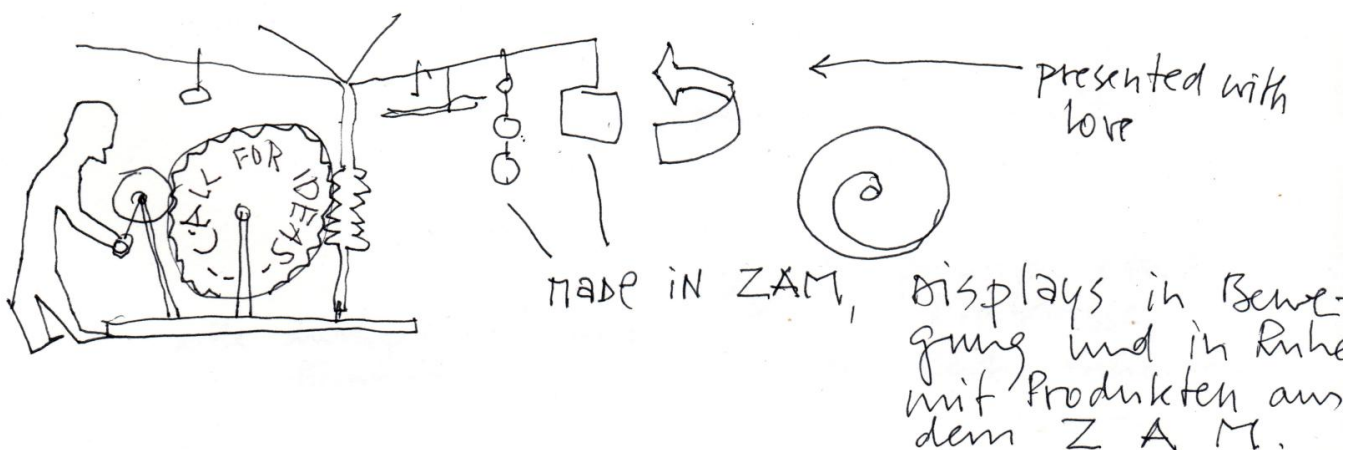 CALL FOR IDEAS
presented with
love
made in ZAM,
Displays in Bewe-
gung und in Ruhe
mit Produkten aus
dem Z A M.